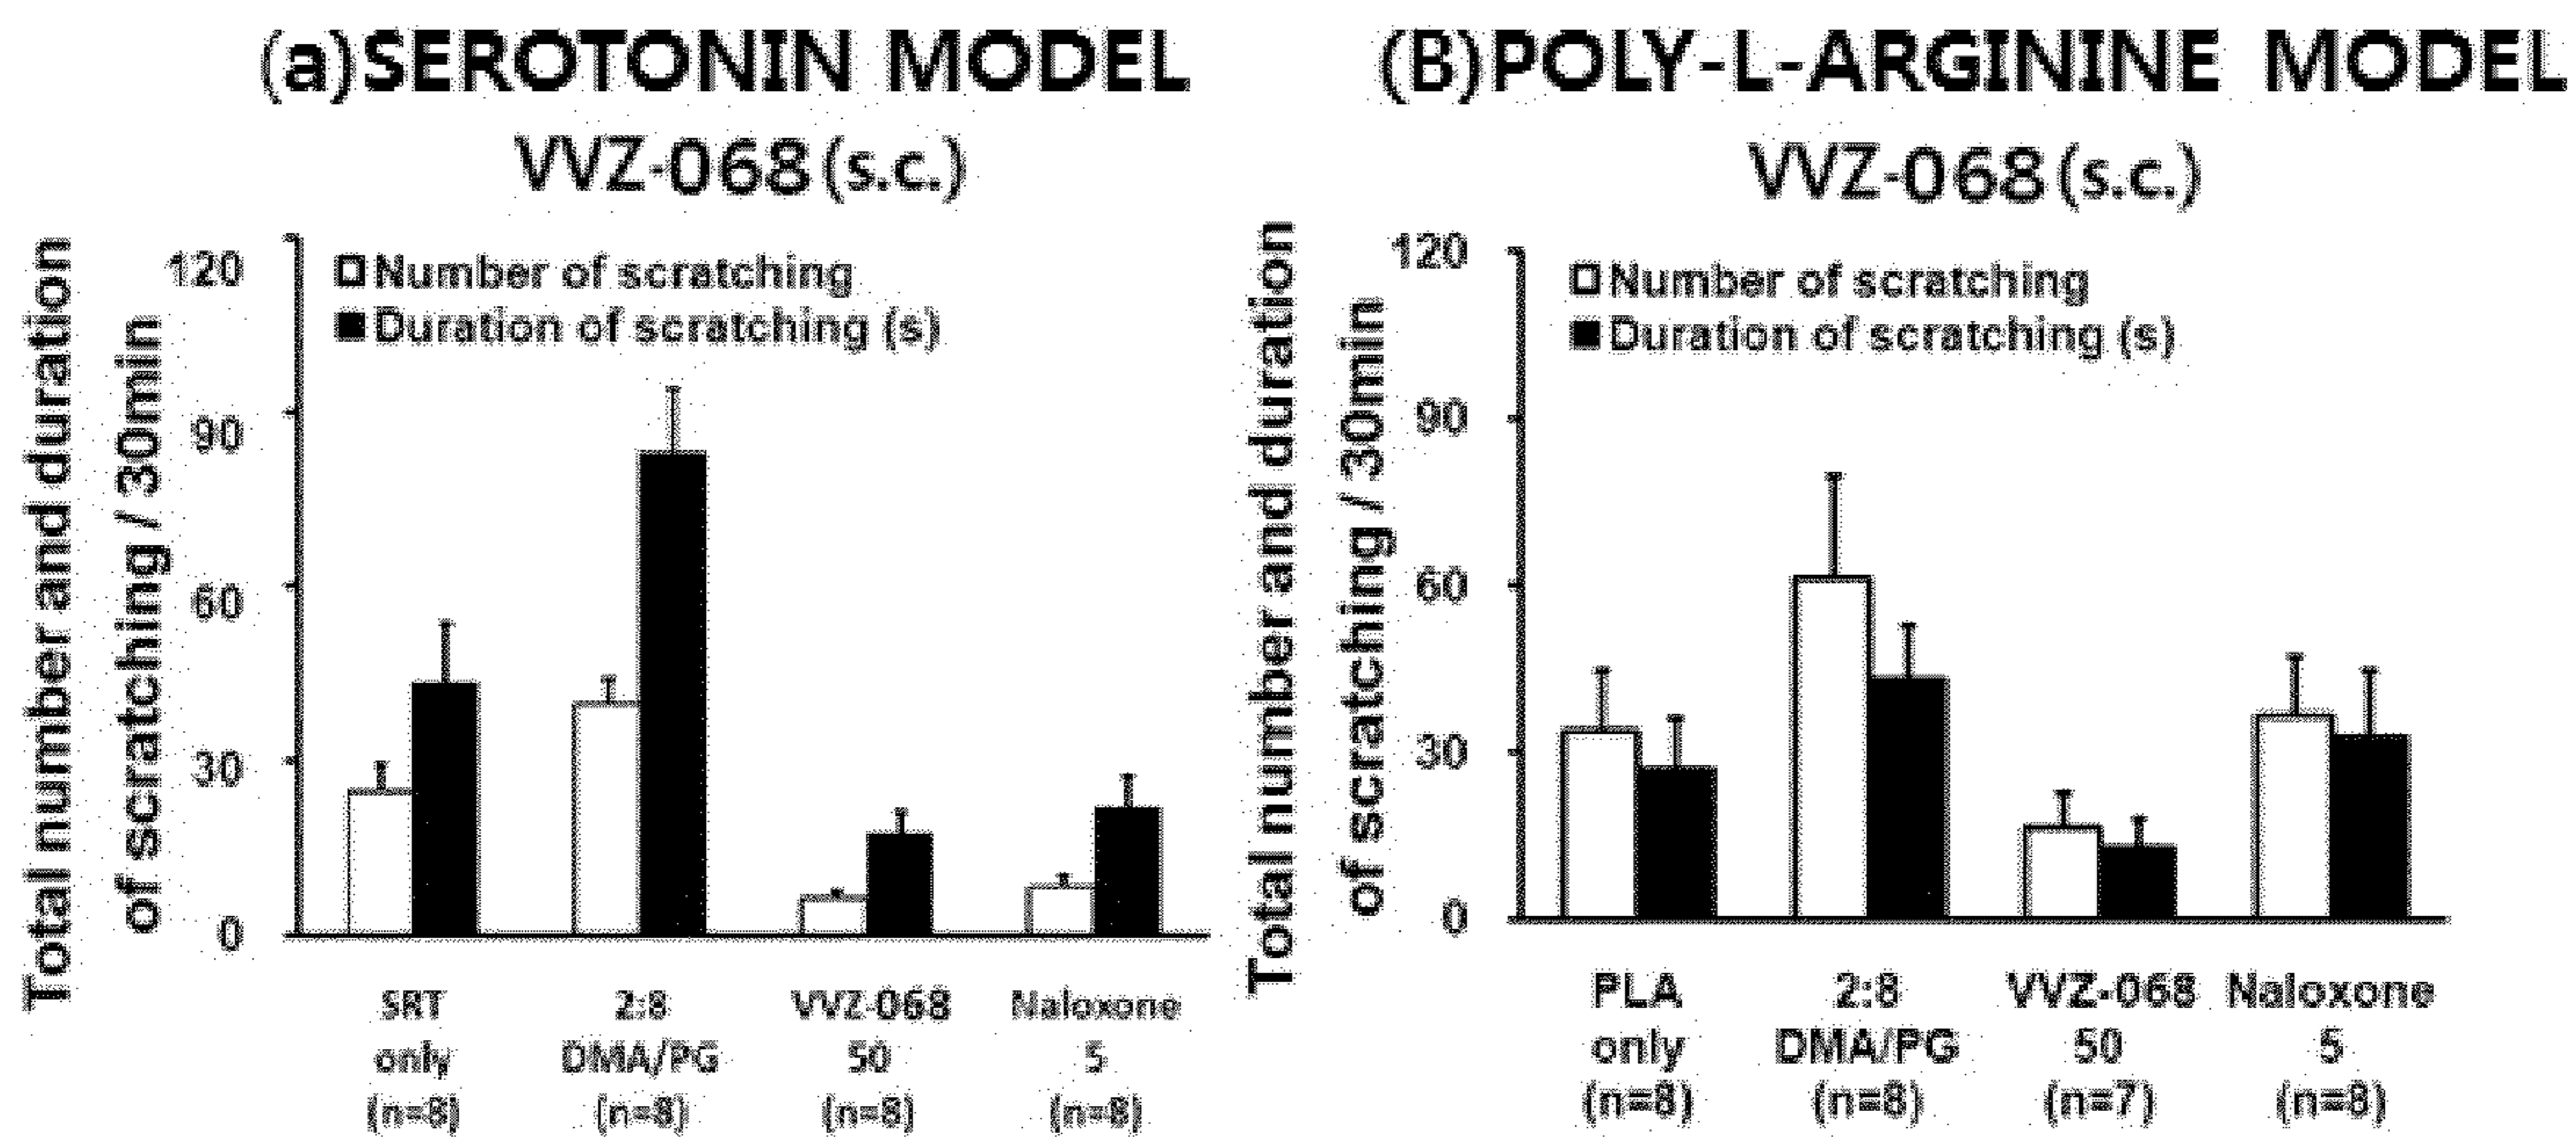 (a)SEROTONIN MODEL
VVZ-068(s.c.)
Total number and duration
of scratching / 30min
120
90
60
30
0
Number of scratching
Duration of scratching (s)
SRT only (n=8)
2:8 DMA/PG (n=8)
VVZ-068 50 (n=8)
Naloxone 5 (n=8)
(B)POLY-L-ARGININE MODEL
VVZ-068(s.c.)
Total number and duration
of scratching / 30min
120
90
60
30
0
Number of scratching
Duration of scratching (s)
PLA only (n=8)
2:8 DMA/PG (n=8)
VVZ-068 50 (n=7)
Naloxone 5 (n=8)